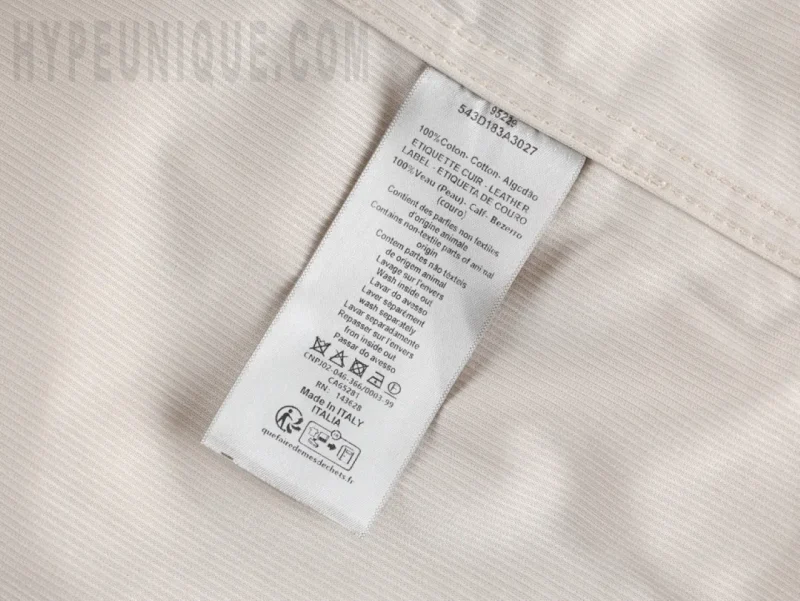 HYPEUNIQUE.COM
543D183A3027
100%Coton- Cotton- Algodão
ETIQUETTE CUIR - LEATHER
LABEL - ETIQUETA DE COURO
100%Veau (Peau)- Calf- Bezerro
(couro)
Contient des parties non textiles
d'origine animale
Contains non-textile parts of animal
origin
Contem partes não têxteis
de origem animal
Lavage sur l'envers
Wash inside out
Lavar do avesso
Laver séparément
wash separately
Lavar separadamente
Repasser sur l'envers
fron inside out
Passar do avesso
CNPJ02-046.366/0003-99
CA65281
RN: 143628
Made In ITALY
ITALIA
quefairedemesdechets.fr